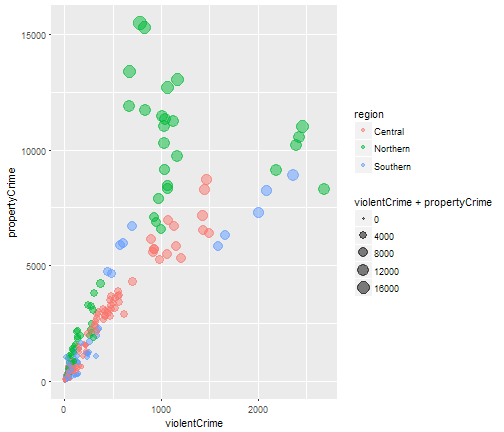 propertyCrime
15000
10000
5000
0
0
1000
2000
violentCrime
region
Central
Northern
Southern
violentCrime + propertyCrime
0
4000
8000
12000
16000